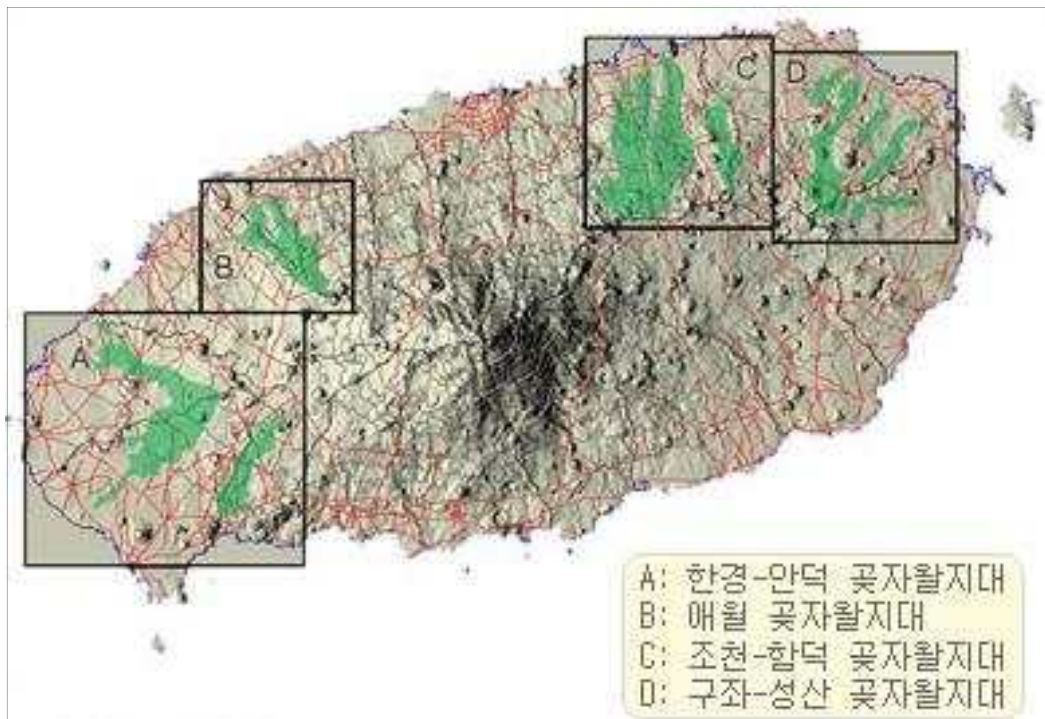 A
B
C
D
A: 한경-안덕 곶자왈지대
B: 애월 곶자왈지대
C: 조천-함덕 곶자왈지대
D: 구좌-성산 곶자왈지대